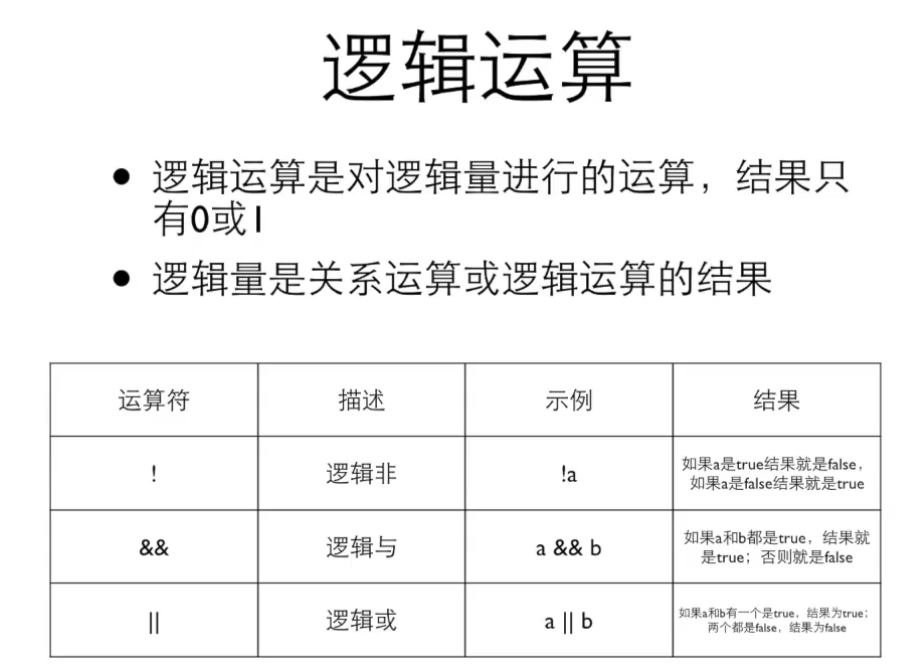 逻辑运算
• 逻辑运算是对逻辑量进行的运算，结果只
有0或1
• 逻辑量是关系运算或逻辑运算的结果
运算符 描述 示例 结果
! 逻辑非 !a 如果a是true结果就是false，
如果a是false结果就是true
&& 逻辑与 a && b 如果a和b都是true，结果就
是true；否则就是false
|| 逻辑或 a || b 如果a和b有一个是true，结果为true；
两个都是false，结果为false